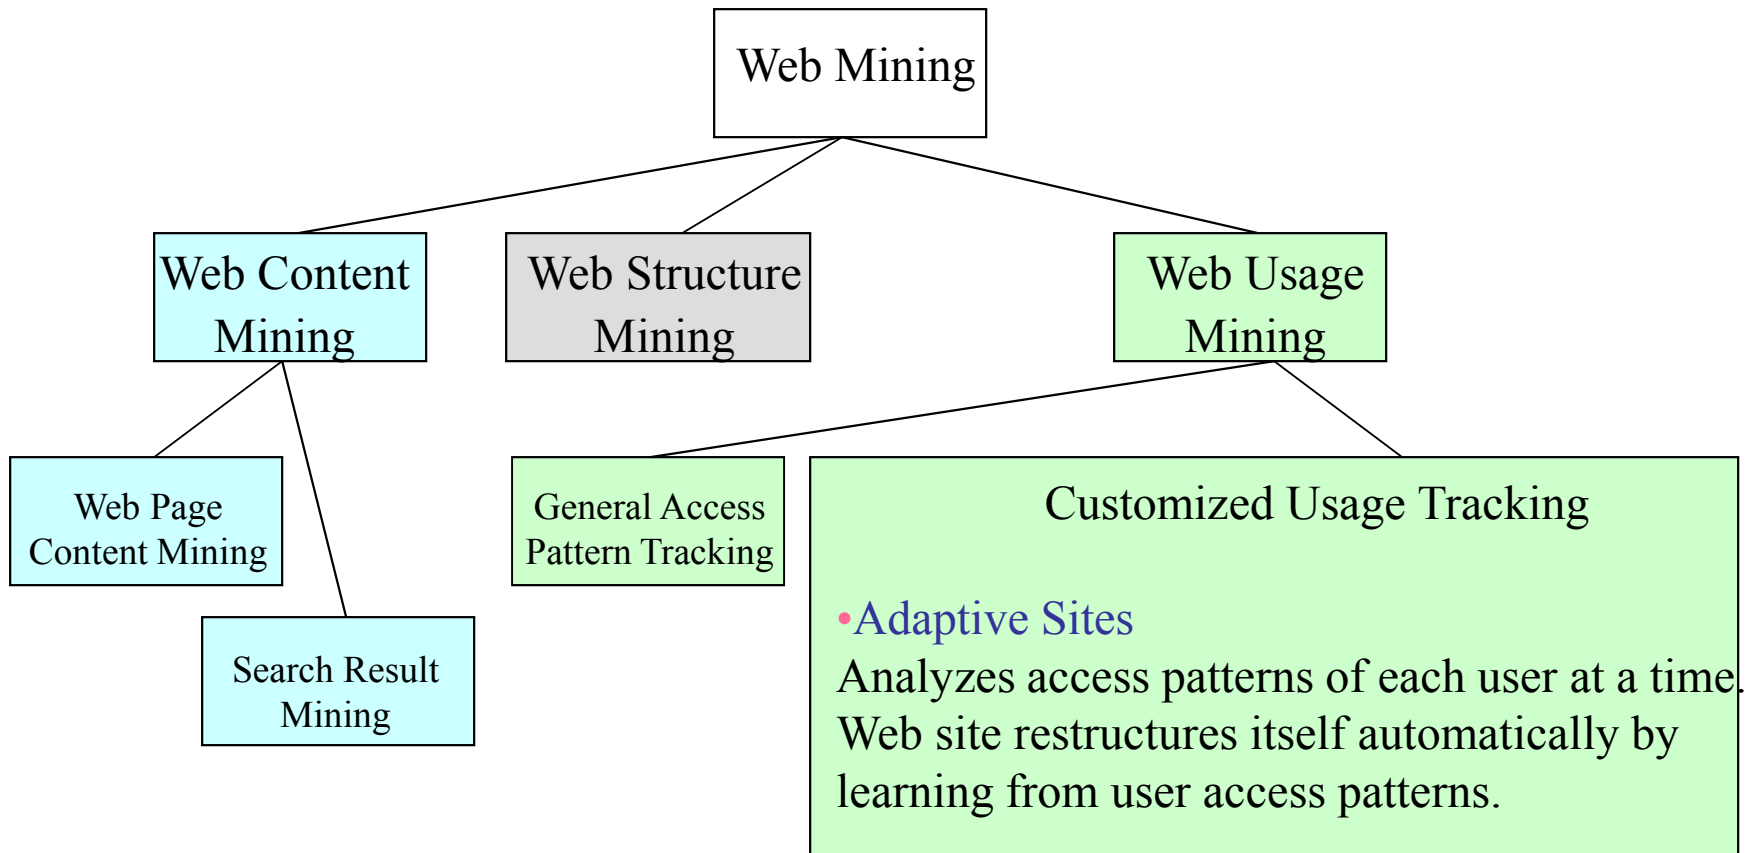 Web Mining
Web Content
Mining
Web Structure
Mining
Web Usage
Mining
Web Page
Content Mining
Search Result
Mining
General Access
Pattern Tracking
Customized Usage Tracking
•Adaptive Sites
Analyzes access patterns of each user at a time.
Web site restructures itself automatically by
learning from user access patterns.